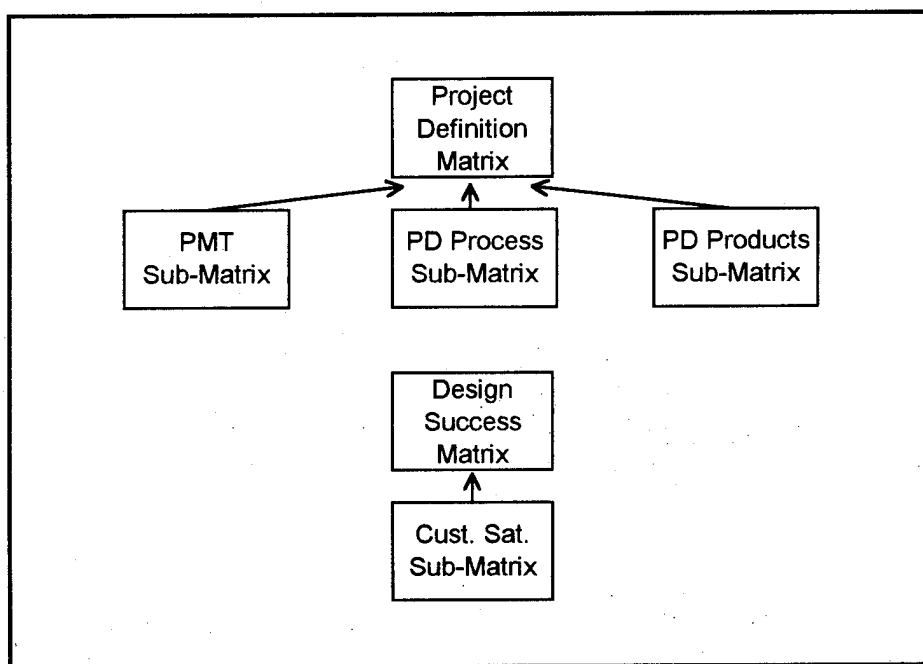 Project
Definition
Matrix
PMT
Sub-Matrix
PD Process
Sub-Matrix
PD Products
Sub-Matrix
Design
Success
Matrix
Cust. Sat.
Sub-Matrix